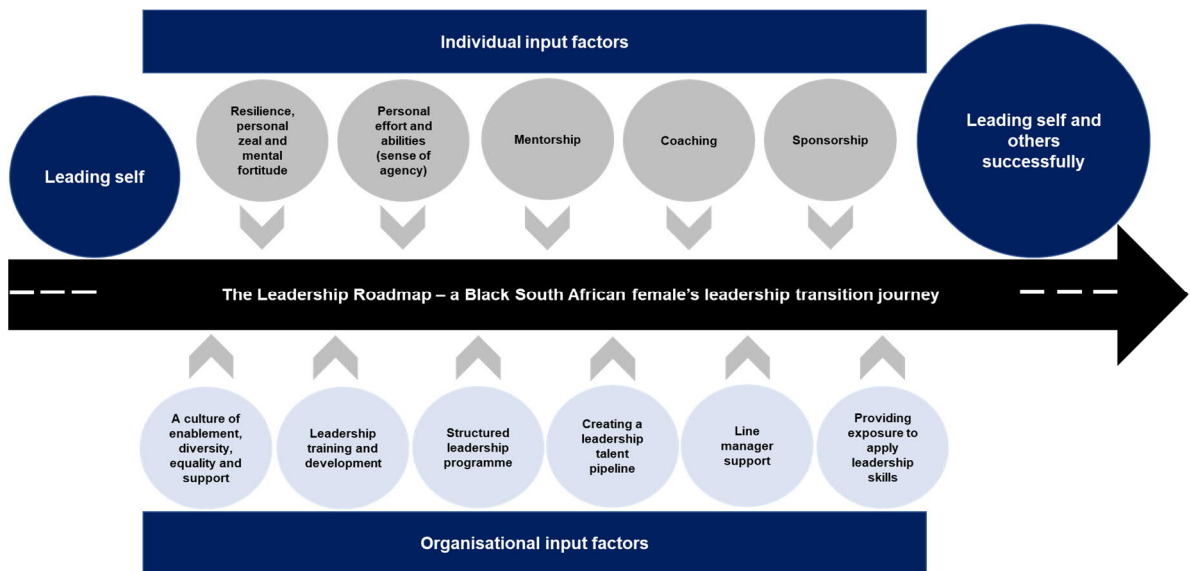 Individual input factors
Leading self
Resilience,
personal
zeal and
mental
fortitude
Personal
effort and
abilities
(sense of
agency)
Mentorship
Coaching
Sponsorship
Leading self and
others
successfully
The Leadership Roadmap – a Black South African female’s leadership transition journey
A culture of
enablement,
diversity,
equality and
support
Leadership
training and
development
Structured
leadership
programme
Creating a
leadership
talent
pipeline
Line
manager
support
Providing
exposure to
apply
leadership
skills
Organisational input factors